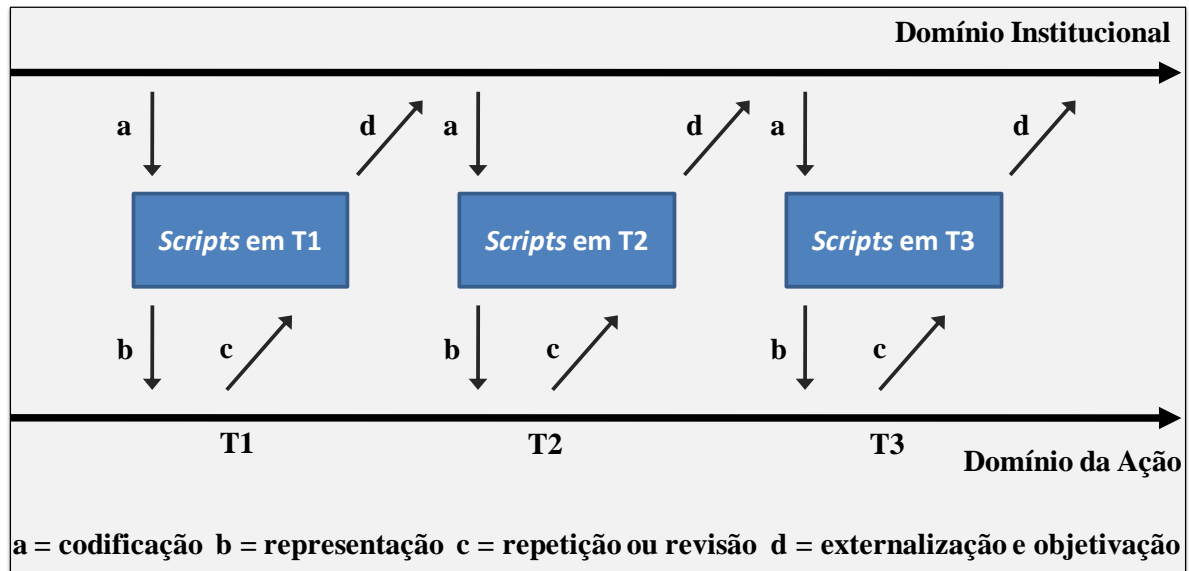 Domínio Institucional
a d a d a d
Scripts em T1 Scripts em T2 Scripts em T3
b c b c b c
T1 T2 T3
Domínio da Ação
a = codificação b = representação c = repetição ou revisão d = externalização e objetivação